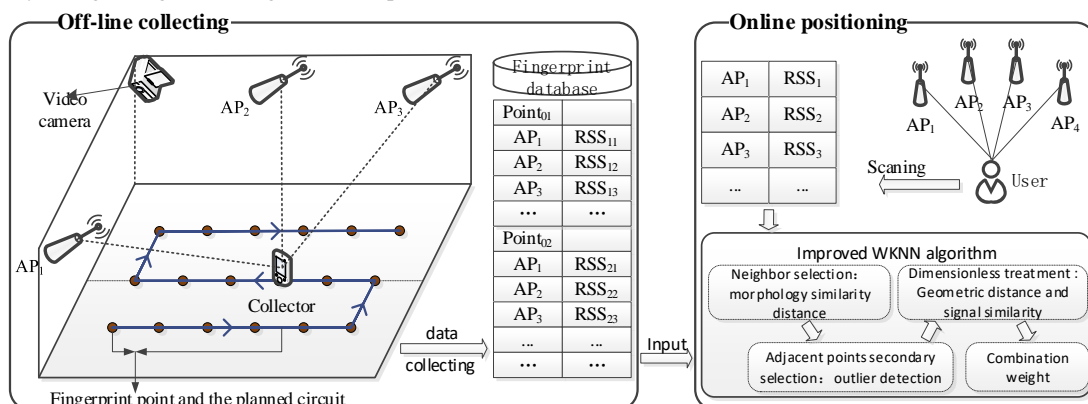 Off-line collecting
Video
camera
AP2
AP3
AP1
Collector
Fingerprint point and the planned circuit
data
collecting
Fingerprint
database
Point01
AP1 RSS11
AP2 RSS12
AP3 RSS13
... ...
Point02
AP1 RSS21
AP2 RSS22
AP3 RSS23
... ...
... ...
Input
Online positioning
AP1 RSS1
AP2 RSS2
AP3 RSS3
... ...
AP1
AP2
AP3
AP4
Scaning
User
Improved WKNN algorithm
Neighbor selection:
morphology similarity
distance
Dimensionless treatment :
Geometric distance and
signal similarity
Adjacent points secondary
selection: outlier detection
Combination
weight